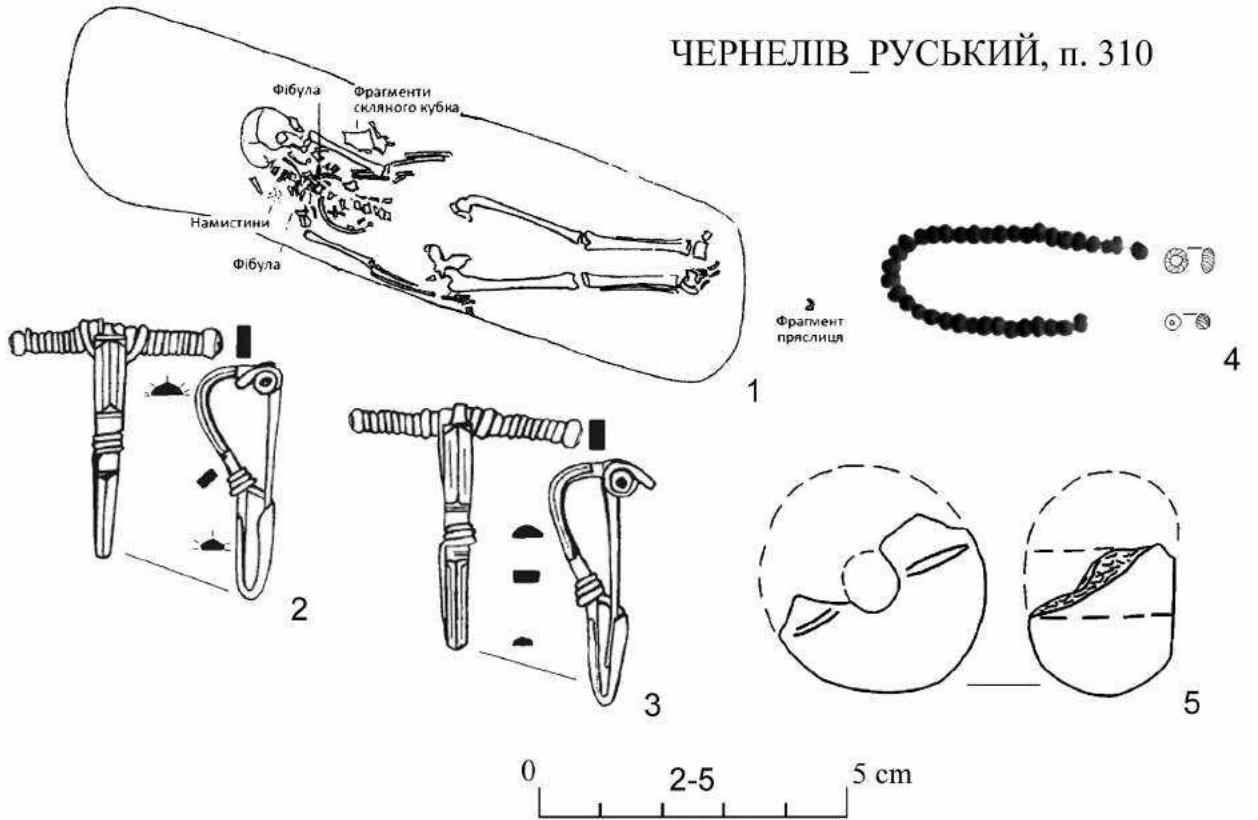 ЧЕРНЕЛІВ_РУСЬКИЙ, п. 310
Фібула
Фрагменти
скляного кубка
Намистини
Фібула
Фрагмент
пряслиця
1
2
3
4
5
0 2-5 5 cm